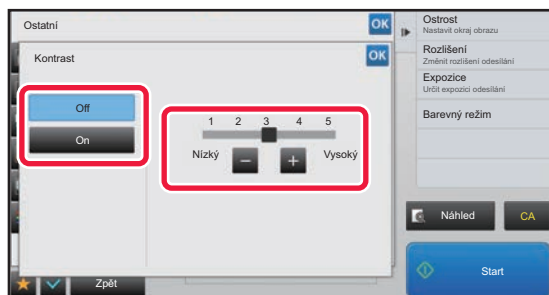 Ostatní
OK
Kontrast
OK
Off
On
1 2 3 4 5
Nízký
−
+
Vysoký
Zpět
Ostrost
Nastavit okraj obrazu
Rozlišení
Změnit rozlišení odesílání
Expozice
Určit expozici odesílání
Barevný režim
Náhled
CA
Start